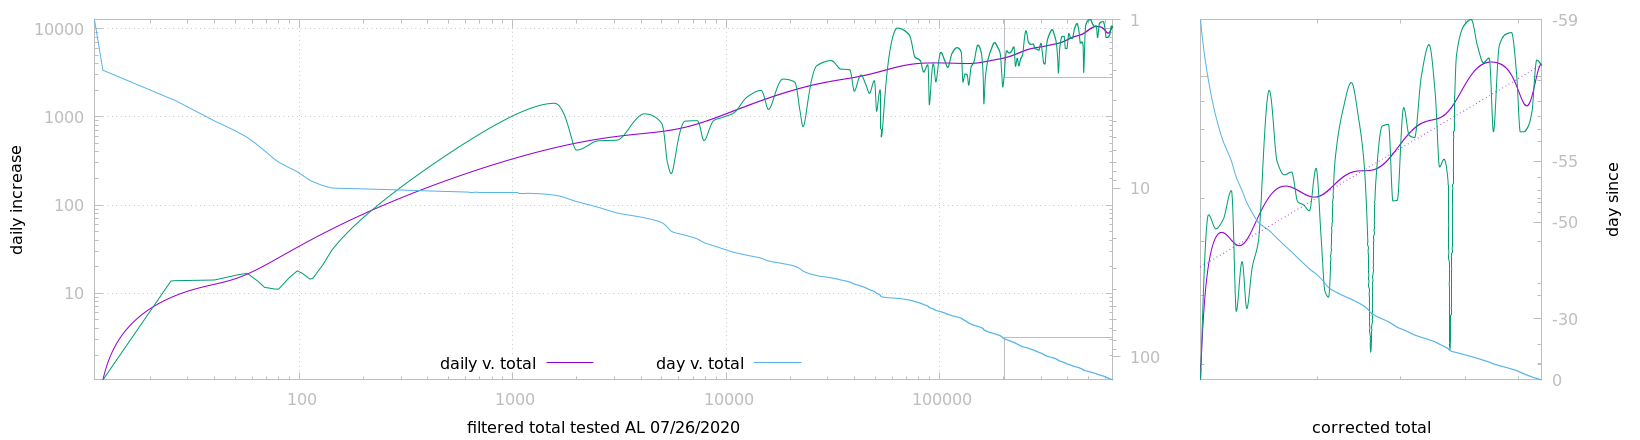 10000
1000
100
10
daily increase
daily v. total
day v. total
100
1000
10000
100000
filtered total tested AL 07/26/2020
1
10
100
-59
-55
-50
-30
0
day since
corrected total